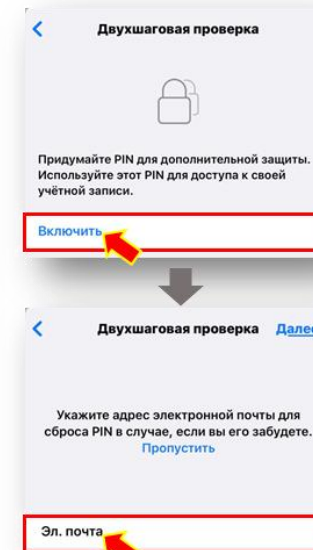 Двухшаговая проверка
Придумайте PIN для дополнительной защиты.
Используйте этот PIN для доступа к своей
учётной записи.
Включить
Двухшаговая проверка Далее
Укажите адрес электронной почты для
сброса PIN в случае, если вы его забудете.
Пропустить
Эл. почта